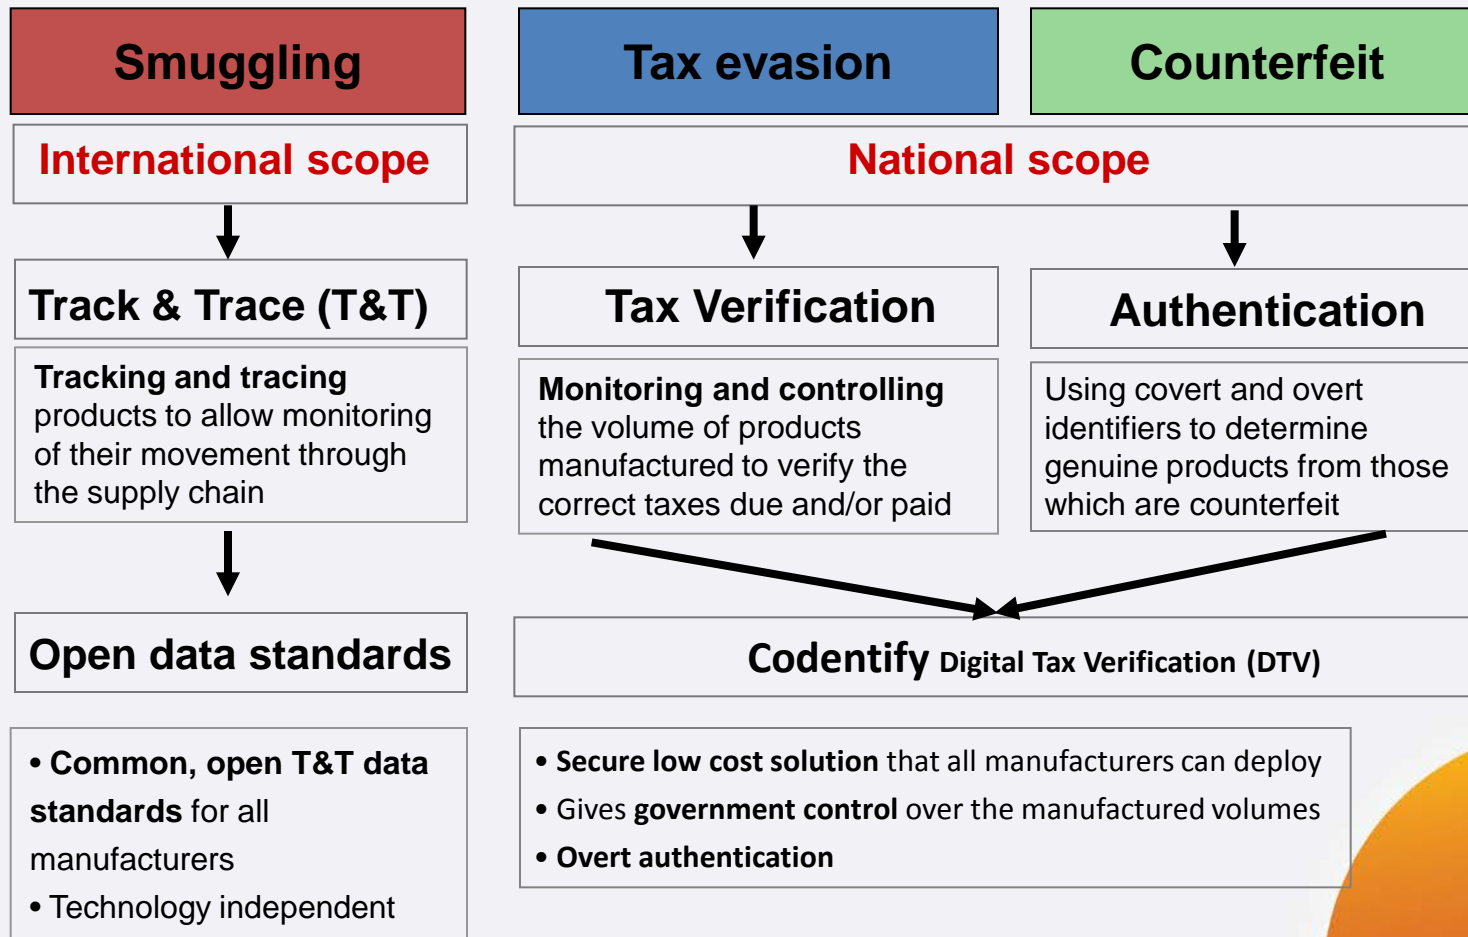 Smuggling
International scope
Track & Trace (T&T)
Tracking and tracing
products to allow monitoring
of their movement through
the supply chain
Open data standards
• Common, open T&T data
standards for all
manufacturers
• Technology independent
Tax evasion
Counterfeit
National scope
Tax Verification
Monitoring and controlling
the volume of products
manufactured to verify the
correct taxes due and/or paid
Authentication
Using covert and overt
identifiers to determine
genuine products from those
which are counterfeit
Codentify Digital Tax Verification (DTV)
• Secure low cost solution that all manufacturers can deploy
• Gives government control over the manufactured volumes
• Overt authentication